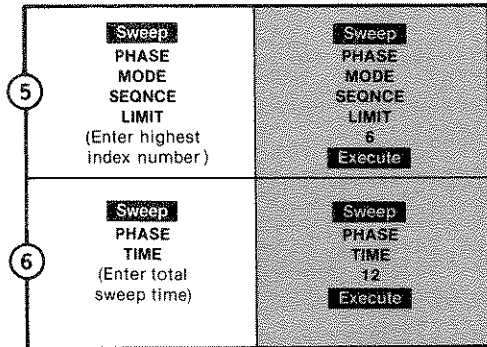 5
Sweep
PHASE
MODE
SEQNCE
LIMIT
(Enter highest
index number)
Sweep
PHASE
MODE
SEQNCE
LIMIT
6
Execute
6
Sweep
PHASE
TIME
(Enter total
sweep time)
Sweep
PHASE
TIME
12
Execute